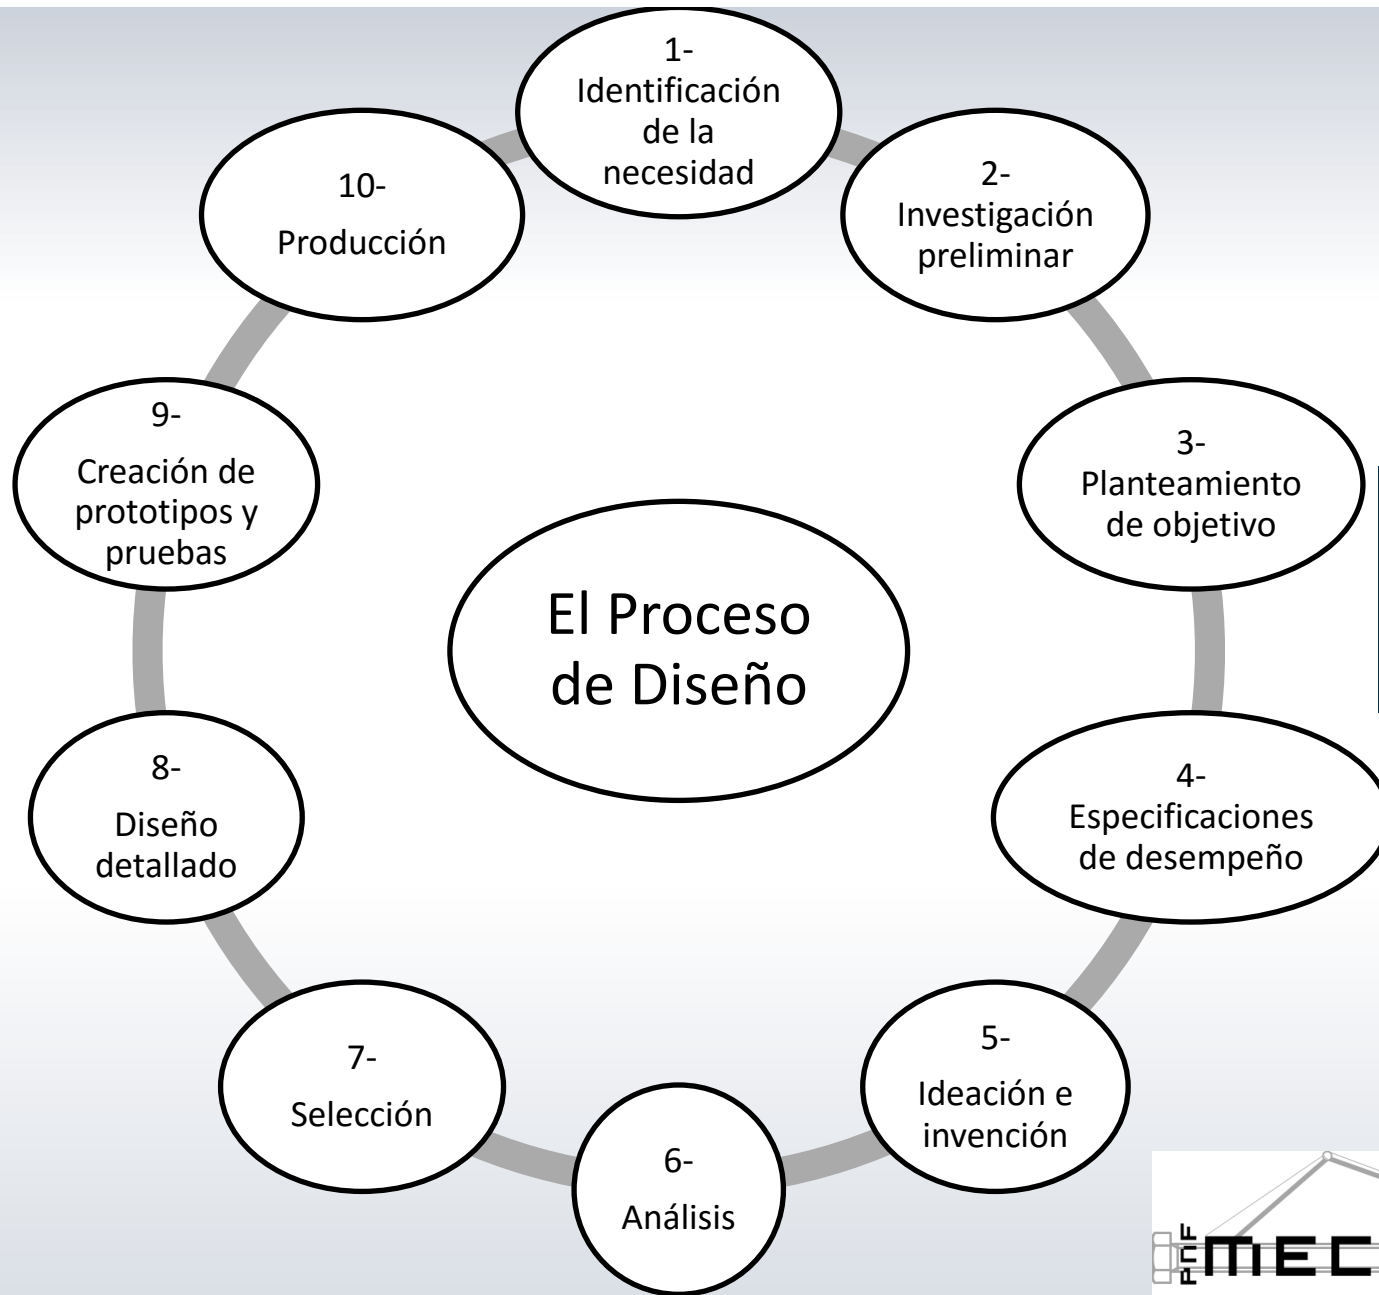 1-
Identificación
de la
necesidad
2-
Investigación
preliminar
3-
Planteamiento
de objetivo
4-
Especificaciones
de desempeño
5-
Ideación e
invención
6-
Análisis
7-
Selección
8-
Diseño
detallado
9-
Creación de
prototipos y
pruebas
10-
Producción
El Proceso
de Diseño
PNF
MEC